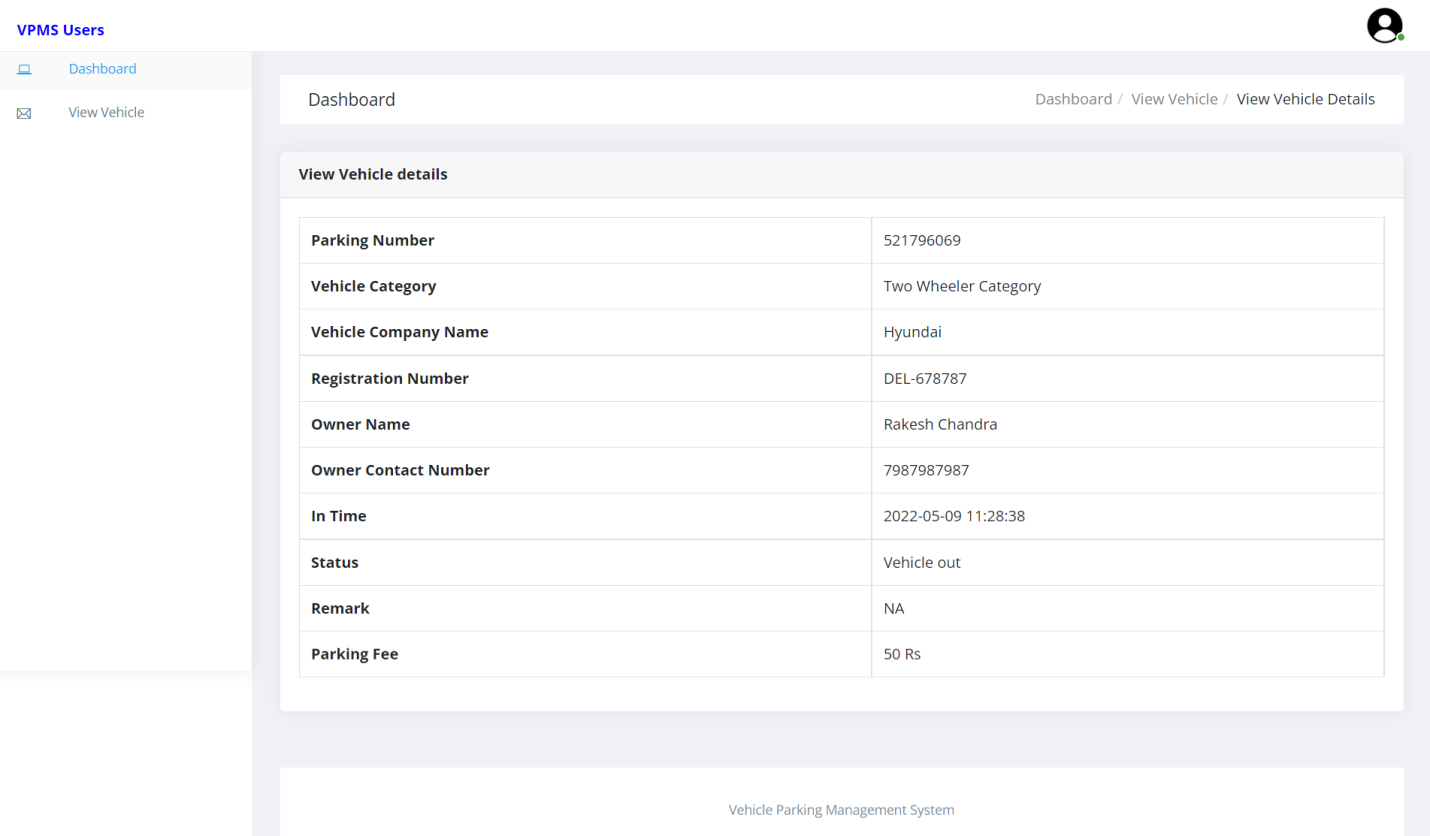 VPMS Users
Dashboard
View Vehicle
Dashboard
Dashboard / View Vehicle / View Vehicle Details
View Vehicle details
Parking Number 521796069
Vehicle Category Two Wheeler Category
Vehicle Company Name Hyundai
Registration Number DEL-678787
Owner Name Rakesh Chandra
Owner Contact Number 7987987987
In Time 2022-05-09 11:28:38
Status Vehicle out
Remark NA
Parking Fee 50 Rs
Vehicle Parking Management System